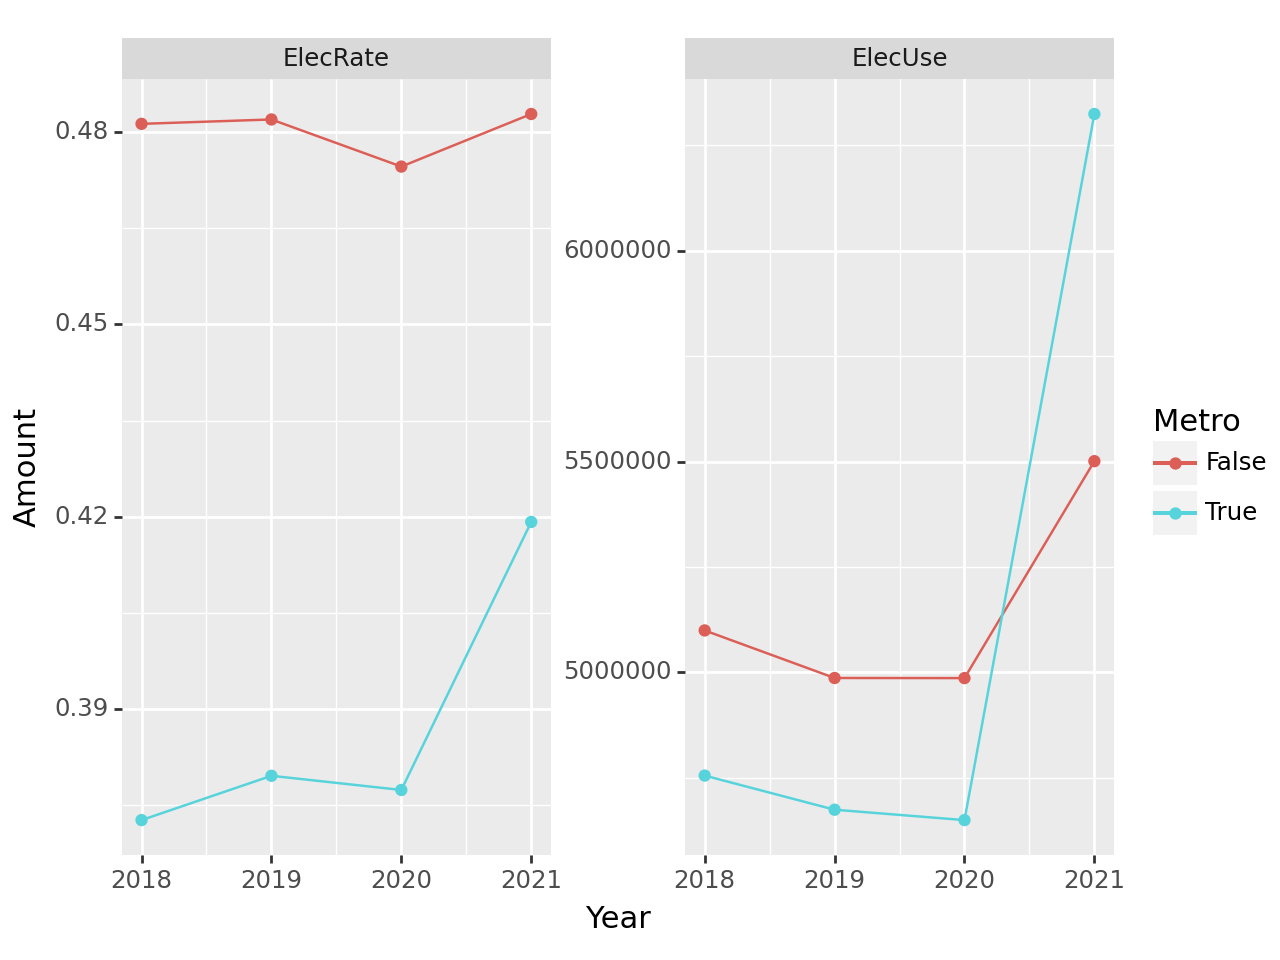 ElecRate
ElecUse
0.48
0.45
0.42
0.39
6000000
5500000
5000000
2018 2019 2020 2021
2018 2019 2020 2021
Amount
Year
Metro
False
True